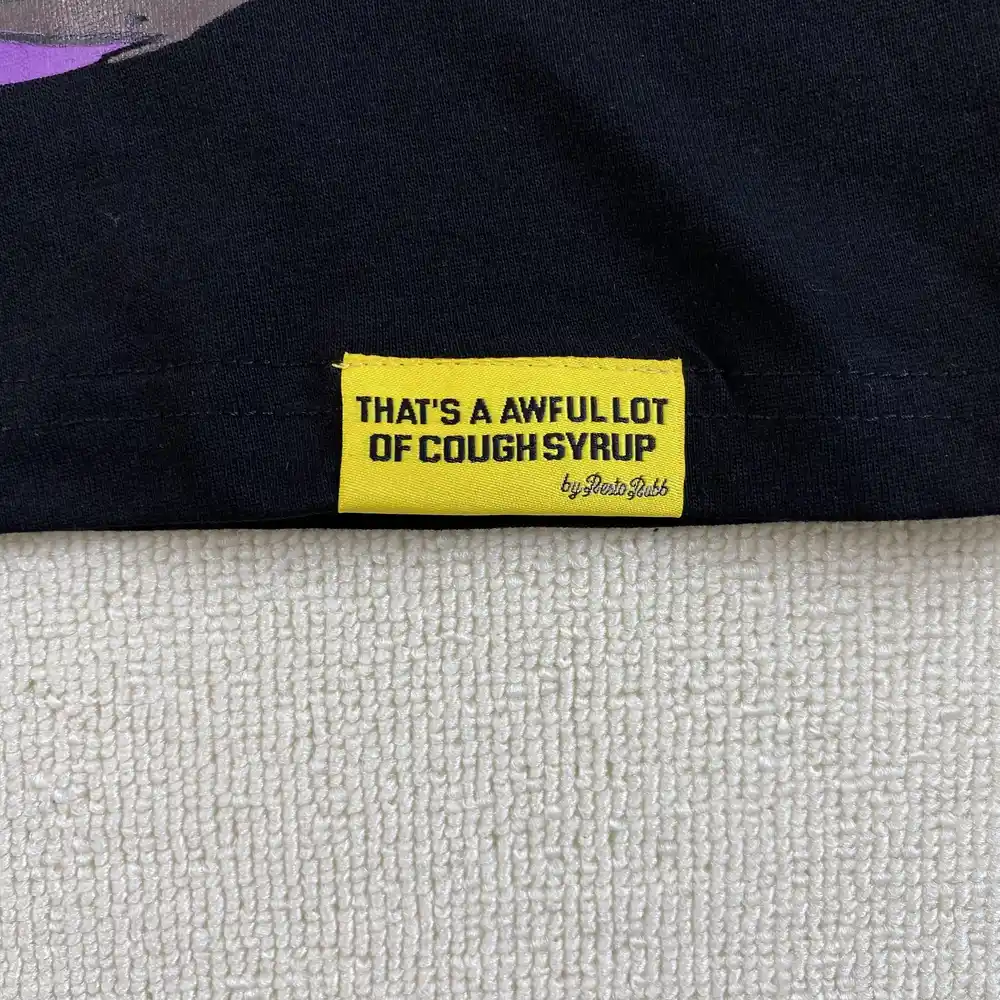 THAT'S A AWFUL LOT
OF COUGH SYRUP
by Desto Dubb